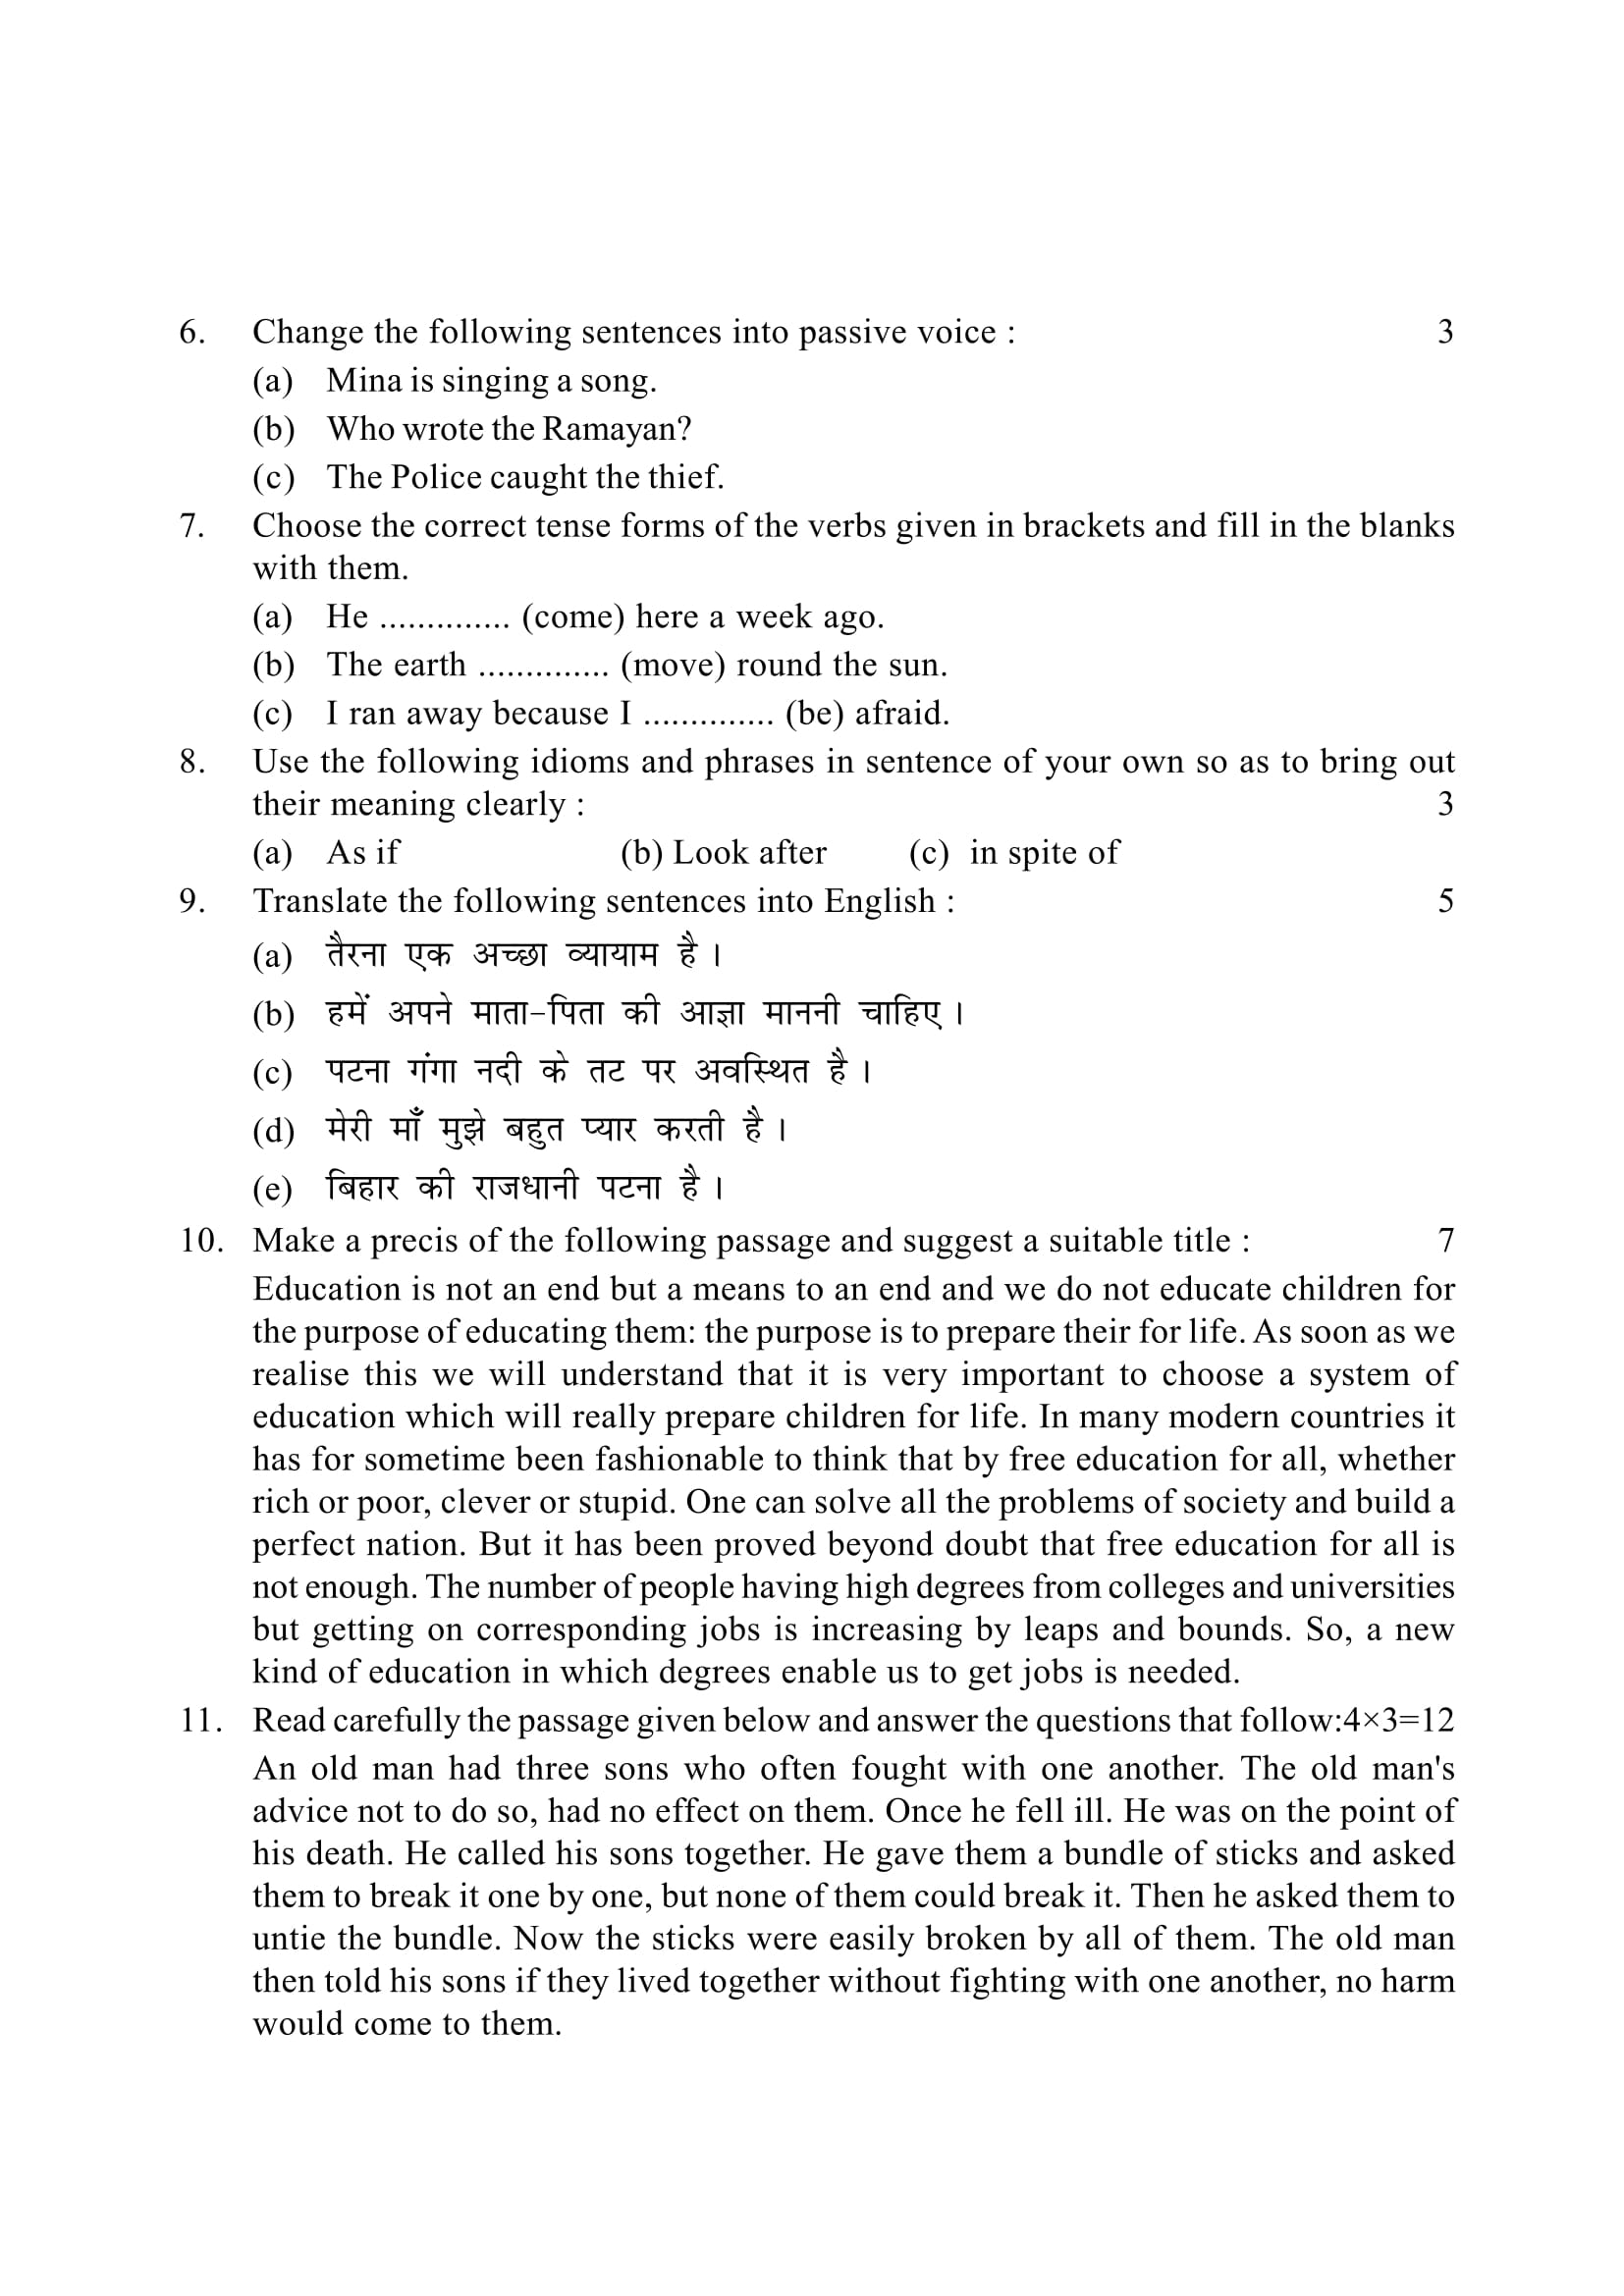 6. Change the following sentences into passive voice : 3
(a) Mina is singing a song.
(b) Who wrote the Ramayan?
(c) The Police caught the thief.
7. Choose the correct tense forms of the verbs given in brackets and fill in the blanks
with them.
(a) He .............. (come) here a week ago.
(b) The earth .............. (move) round the sun.
(c) I ran away because I .............. (be) afraid.
8. Use the following idioms and phrases in sentence of your own so as to bring out
their meaning clearly : 3
(a) As if (b) Look after (c) in spite of
9. Translate the following sentences into English : 5
(a) तैरना एक अच्छा व्यायाम है ।
(b) हमें अपने माता-पिता की आज्ञा माननी चाहिए ।
(c) पटना गंगा नदी के तट पर अवस्थित है ।
(d) मेरी माँ मुझे बहुत प्यार करती है ।
(e) बिहार की राजधानी पटना है ।
10. Make a precis of the following passage and suggest a suitable title : 7
Education is not an end but a means to an end and we do not educate children for
the purpose of educating them: the purpose is to prepare their for life. As soon as we
realise this we will understand that it is very important to choose a system of
education which will really prepare children for life. In many modern countries it
has for sometime been fashionable to think that by free education for all, whether
rich or poor, clever or stupid. One can solve all the problems of society and build a
perfect nation. But it has been proved beyond doubt that free education for all is
not enough. The number of people having high degrees from colleges and universities
but getting on corresponding jobs is increasing by leaps and bounds. So, a new
kind of education in which degrees enable us to get jobs is needed.
11. Read carefully the passage given below and answer the questions that follow:4×3=12
An old man had three sons who often fought with one another. The old man's
advice not to do so, had no effect on them. Once he fell ill. He was on the point of
his death. He called his sons together. He gave them a bundle of sticks and asked
them to break it one by one, but none of them could break it. Then he asked them to
untie the bundle. Now the sticks were easily broken by all of them. The old man
then told his sons if they lived together without fighting with one another, no harm
would come to them.